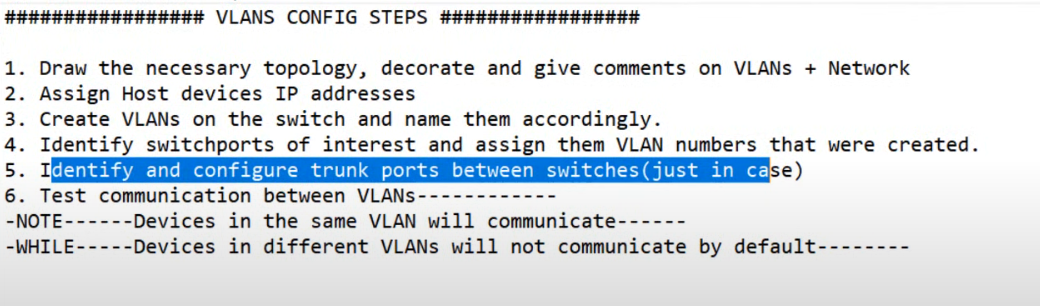 ################# VLANS CONFIG STEPS #################
1. Draw the necessary topology, decorate and give comments on VLANs + Network
2. Assign Host devices IP addresses
3. Create VLANs on the switch and name them accordingly.
4. Identify switchports of interest and assign them VLAN numbers that were created.
5. Identify and configure trunk ports between switches(just in case)
6. Test communication between VLANs------------
-NOTE------Devices in the same VLAN will communicate------
-WHILE-----Devices in different VLANs will not communicate by default--------